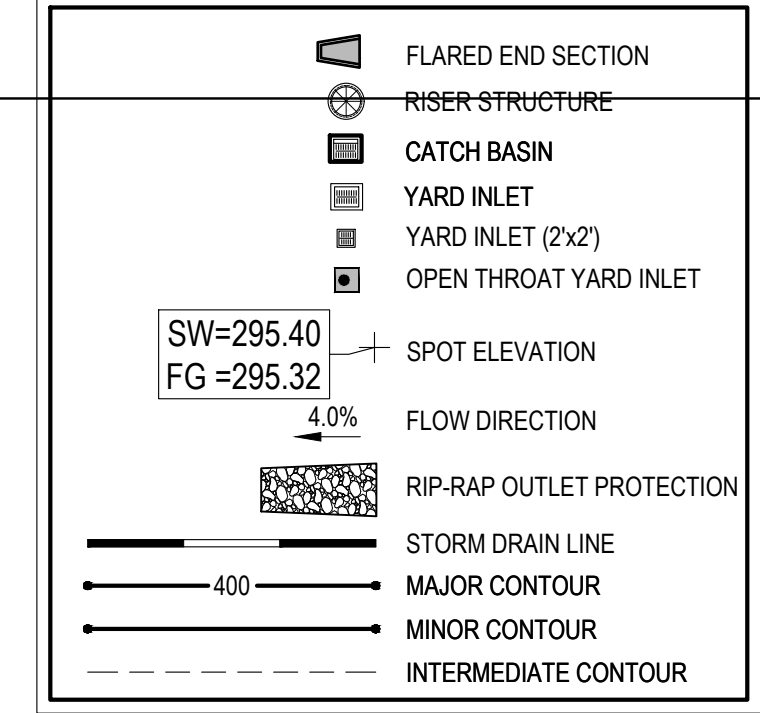 FLARED END SECTION
RISER STRUCTURE
CATCH BASIN
YARD INLET
YARD INLET (2'x2')
OPEN THROAT YARD INLET
SW=295.40
FG =295.32
SPOT ELEVATION
4.0%
FLOW DIRECTION
RIP-RAP OUTLET PROTECTION
STORM DRAIN LINE
400 MAJOR CONTOUR
MINOR CONTOUR
INTERMEDIATE CONTOUR